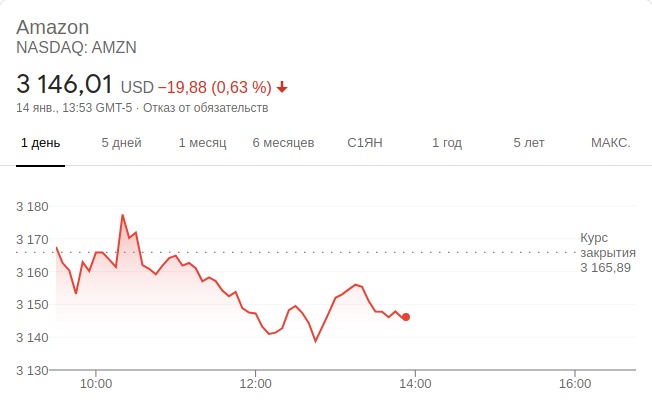 Amazon
NASDAQ: AMZN
3 146,01 USD −19,88 (0,63 %)
14 янв., 13:53 GMT-5 · Отказ от обязательств
1 день 5 дней 1 месяц 6 месяцев С1ЯН 1 год 5 лет МАКС.
3 180
3 170
3 160
3 150
3 140
3 130
Курс
закрытия
3 165,89
10:00 12:00 14:00 16:00